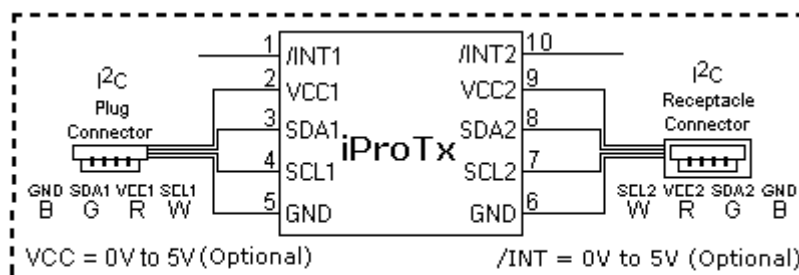 1 /INT1 /INT2 10
I²C 2 VCC1 VCC2 9 I²C
Plug Receptacle
Connector 3 SDA1 iProTx SDA2 8 Connector
4 SCL1 SCL2 7
GND SDA1 VCC1 SCL1 5 GND GND 6 SCL2 VCC2 SDA2 GND
B G R W W R G B
VCC = 0V to 5V (Optional) /INT = 0V to 5V (Optional)